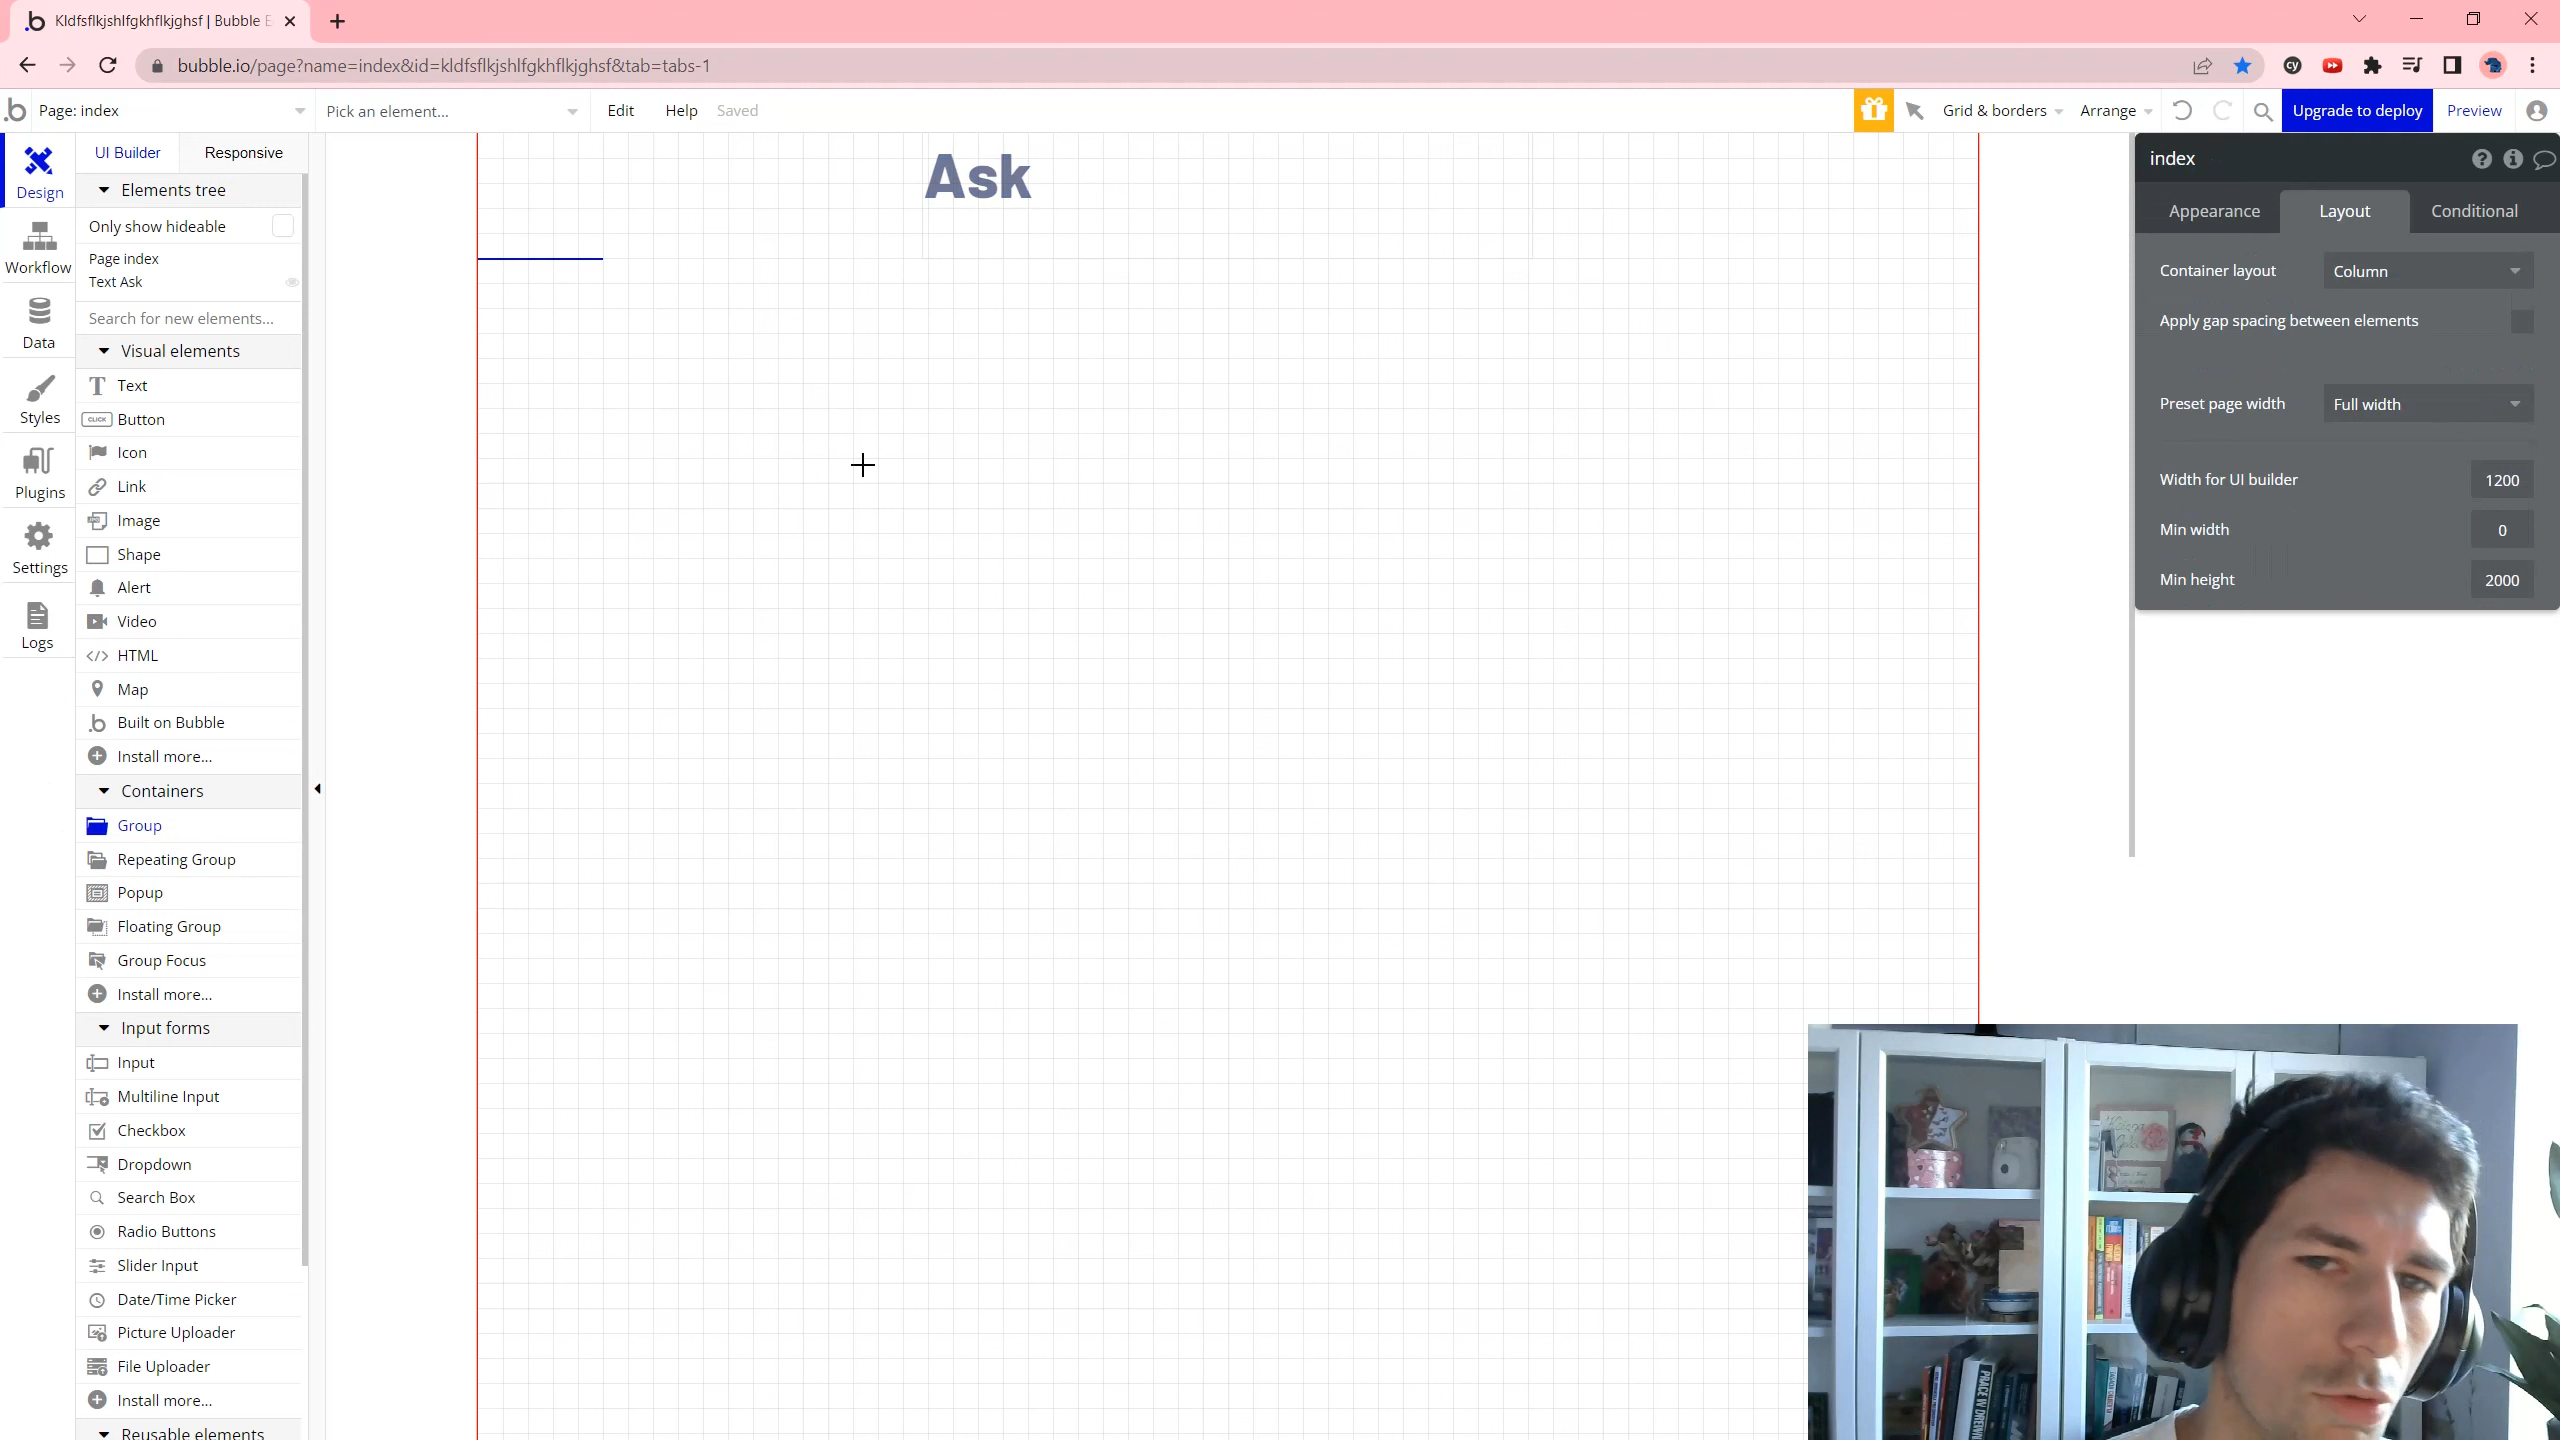 Kldfsflkjshlfgkhflkjghsf | Bubble E
bubble.io/page?name=index&id=kldfsflkjshlfgkhflkjghsf&tab=tabs-1
Page: index
Pick an element...
Edit
Help
Saved
Grid & borders
Arrange
Upgrade to deploy
Preview
Design
Workflow
Data
Styles
Plugins
Settings
Logs
UI Builder
Responsive
Elements tree
Only show hideable
Page index
Text Ask
Search for new elements...
Visual elements
Text
CLICK Button
Icon
Link
Image
Shape
Alert
Video
HTML
Map
Built on Bubble
Install more...
Containers
Group
Repeating Group
Popup
Floating Group
Group Focus
Install more...
Input forms
Input
Multiline Input
Checkbox
Dropdown
Search Box
Radio Buttons
Slider Input
Date/Time Picker
Picture Uploader
File Uploader
Install more...
Reusable elements
Ask
index
Appearance
Layout
Conditional
Container layout
Column
Apply gap spacing between elements
Preset page width
Full width
Width for UI builder
1200
Min width
0
Min height
2000